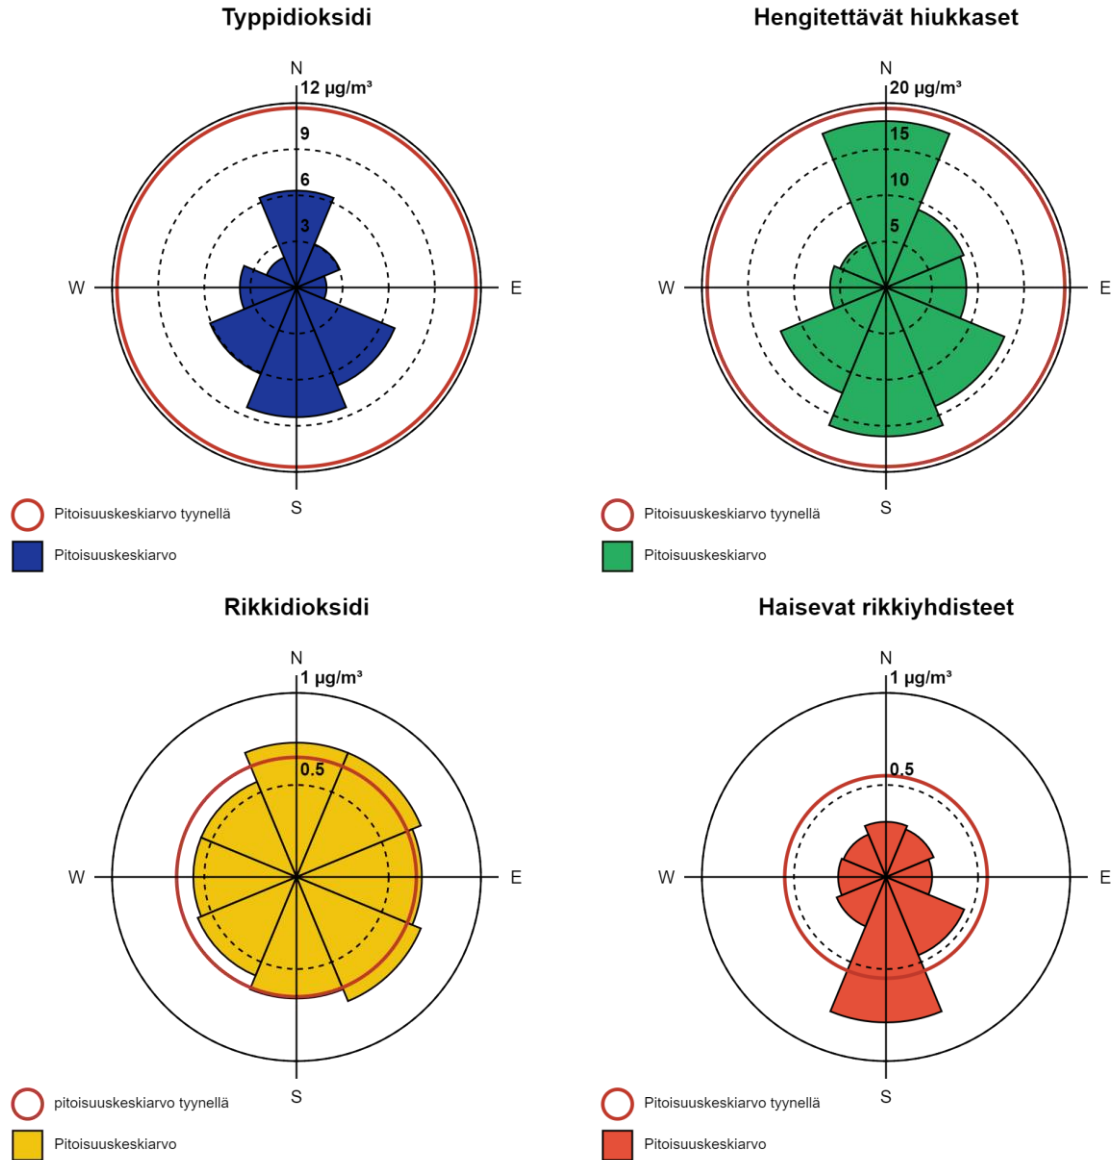 Typpidioksidi
N
12 µg/m³
9
6
3
W
E
S
Pitoisuuskeskiarvo tyynellä
Pitoisuuskeskiarvo
Hengitettävät hiukkaset
N
20 µg/m³
15
10
5
W
E
S
Pitoisuuskeskiarvo tyynellä
Pitoisuuskeskiarvo
Rikkidioksidi
N
1 µg/m³
0.5
W
E
S
pitoisuuskeskiarvo tyynellä
Pitoisuuskeskiarvo
Haisevat rikkiyhdisteet
N
1 µg/m³
0.5
W
E
S
Pitoisuuskeskiarvo tyynellä
Pitoisuuskeskiarvo